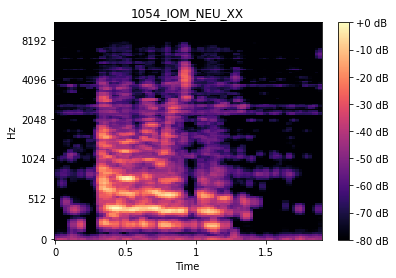 1054_IOM_NEU_XX
Hz
8192
4096
2048
1024
512
0
0
0.5
1
1.5
Time
+0 dB
-10 dB
-20 dB
-30 dB
-40 dB
-50 dB
-60 dB
-70 dB
-80 dB